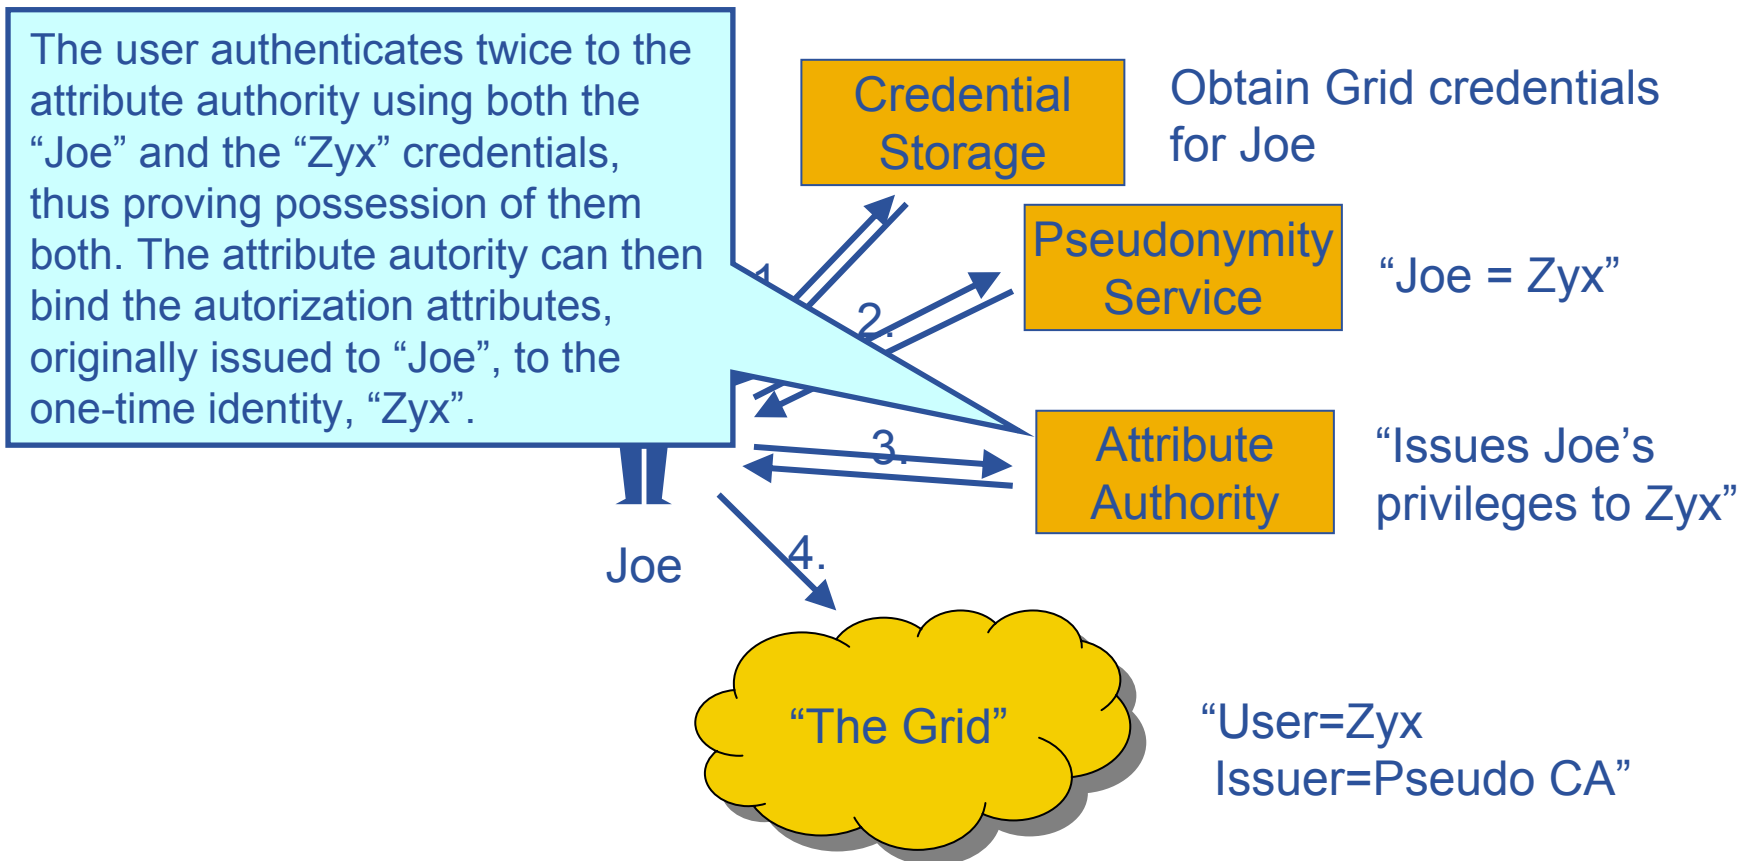 The user authenticates twice to the
attribute authority using both the
“Joe” and the “Zyx” credentials,
thus proving possession of them
both. The attribute autority can then
bind the autorization attributes,
originally issued to “Joe”, to the
one-time identity, “Zyx”.
Credential
Storage
Obtain Grid credentials
for Joe
1
Pseudonymity
Service
“Joe = Zyx”
2.
Attribute
Authority
“Issues Joe’s
privileges to Zyx”
3.
Joe
4.
“The Grid”
“User=Zyx
Issuer=Pseudo CA”